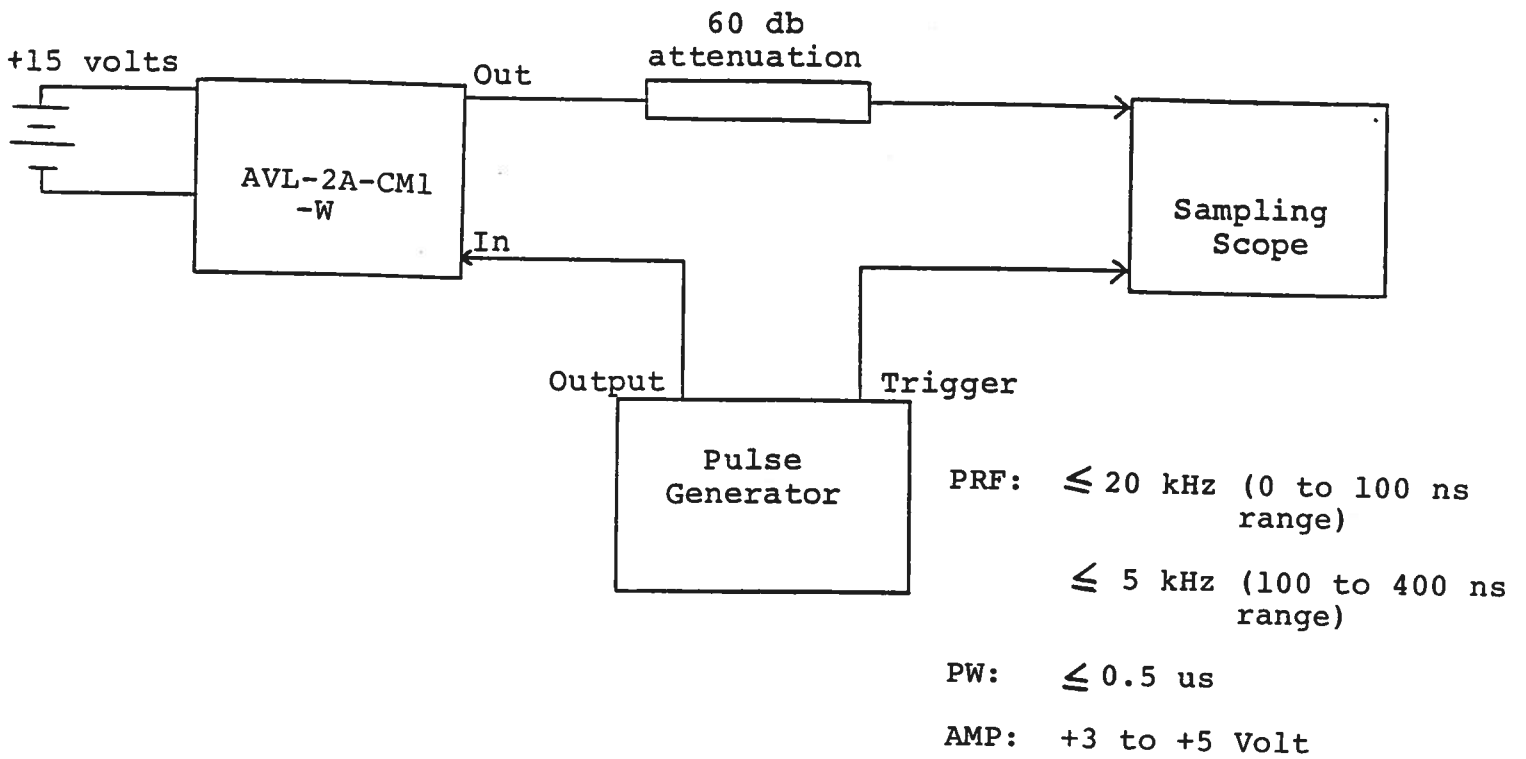 60 db
attenuation
+15 volts
Out
AVL-2A-CM1
-W
In
Sampling
Scope
Output
Trigger
Pulse
Generator
PRF: ≤ 20 kHz (0 to 100 ns
range)
≤ 5 kHz (100 to 400 ns
range)
PW: ≤ 0.5 us
AMP: +3 to +5 Volt